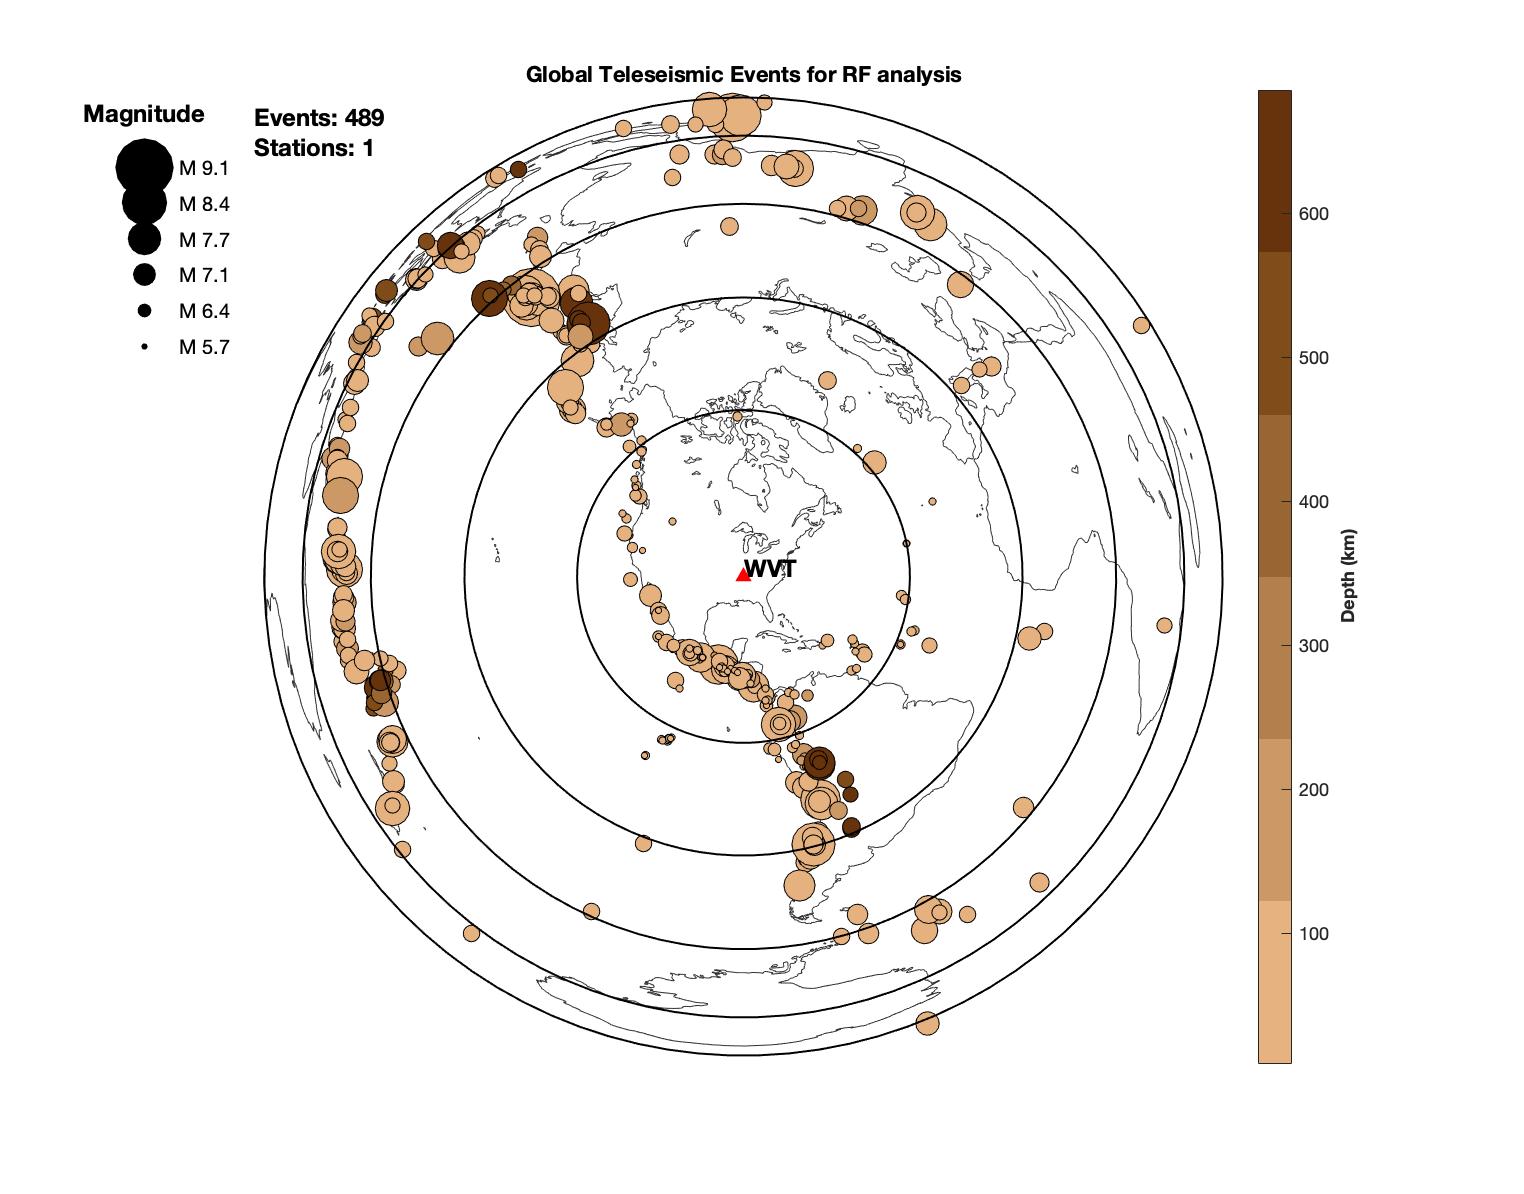 Global Teleseismic Events for RF analysis
Magnitude
M 9.1
M 8.4
M 7.7
M 7.1
M 6.4
M 5.7
Events: 489
Stations: 1
WVT
600
500
400
300
200
100
Depth (km)